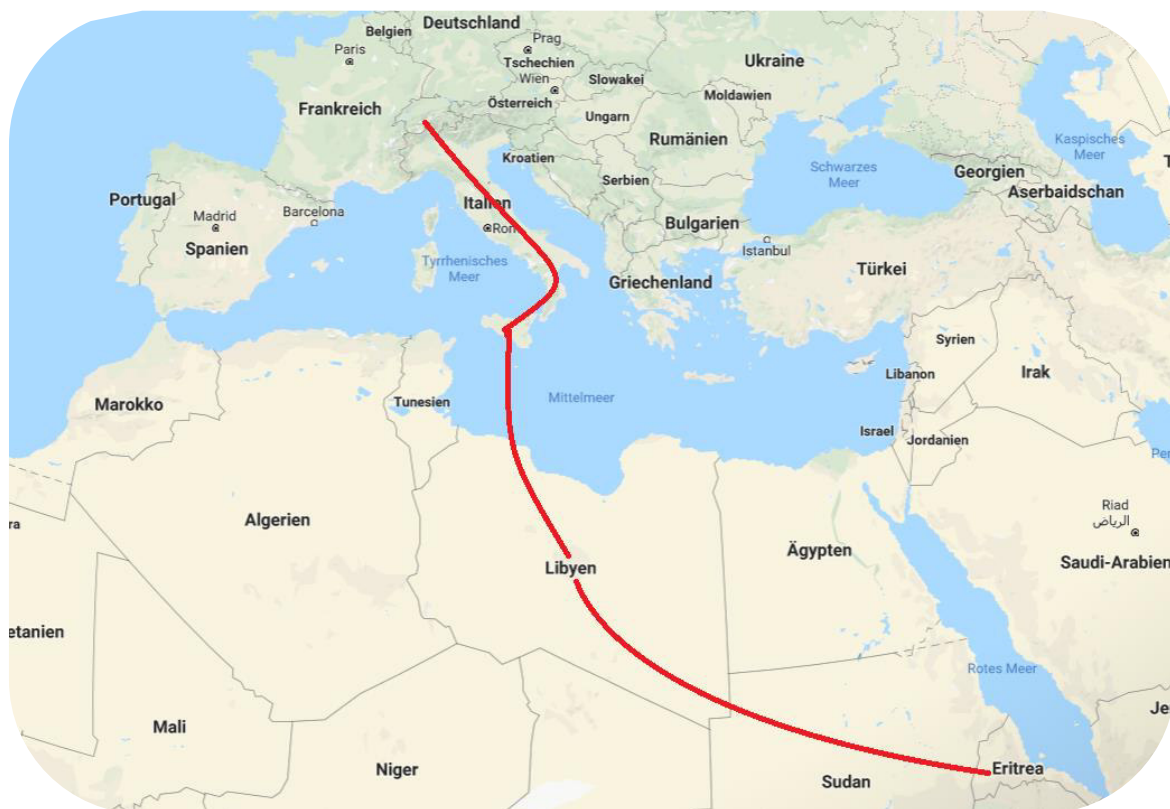 Deutschland
Belgien
Paris
Prag
Tschechien
Wien
Slowakei
Ukraine
Moldawien
Frankreich
Österreich
Ungarn
Rumänien
Kroatien
Serbien
Schwarzes
Meer
Kaspisches
Meer
Georgien
Aserbaidschan
Portugal
Madrid
Spanien
Barcelona
Italien
Rom
Bulgarien
Istanbul
Tyrrhenisches
Meer
Griechenland
Türkei
Syrien
Libanon
Irak
Marokko
Tunesien
Mittelmeer
Israel
Jordanien
Algerien
Riad
الرياض
Libyen
Ägypten
Saudi-Arabien
etanien
Rotes Meer
Mali
Niger
Sudan
Eritrea